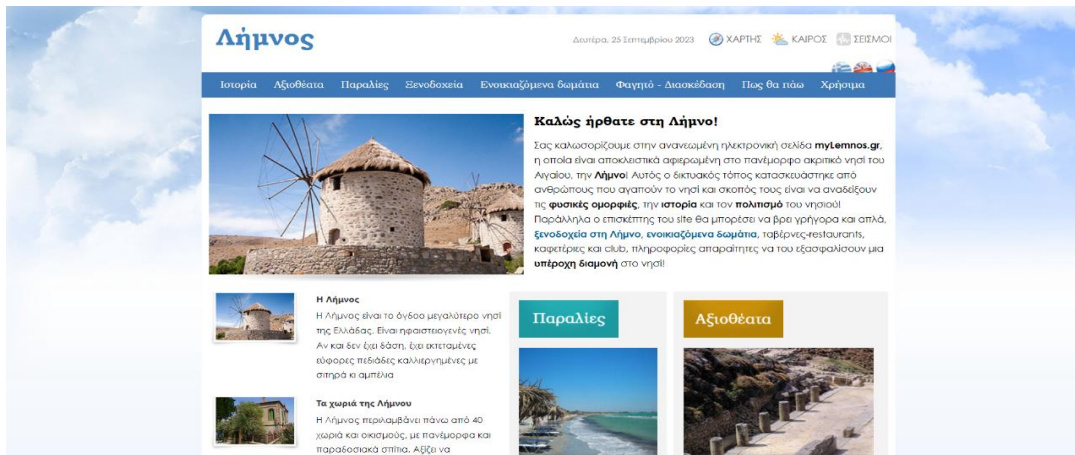 Λήμνος
Δευτέρα, 25 Σεπτεμβρίου 2023 ΧΑΡΤΗΣ ΚΑΙΡΟΣ ΣΕΙΣΜΟΙ
Ιστορία Αξιοθέατα Παραλίες Ξενοδοχεία Ενοικιαζόμενα δωμάτια Φαγητό - Διασκέδαση Πως θα πάω Χρήσιμα
Καλώς ήρθατε στη Λήμνο!
Σας καλωσορίζουμε στην ανανεωμένη ηλεκτρονική σελίδα myLemnos.gr,
η οποία είναι αποκλειστικά αφιερωμένη στο πανέμορφο ακριτικό νησί του
Αιγαίου, την Λήμνο! Αυτός ο δικτυακός τόπος κατασκευάστηκε από
ανθρώπους που αγαπούν το νησί και σκοπός τους είναι να αναδείξουν
τις φυσικές ομορφιές, την ιστορία και τον πολιτισμό του νησιού!
Παράλληλα ο επισκέπτης του site θα μπορέσει να βρει γρήγορα και απλά,
ξενοδοχεία στη Λήμνο, ενοικιαζόμενα δωμάτια, ταβέρνες-restaurants,
καφετέριες και club, πληροφορίες απαραίτητες να του εξασφαλίσουν μια
υπέροχη διαμονή στο νησί!
Η Λήμνος
Η Λήμνος είναι το όγδοο μεγαλύτερο νησί
της Ελλάδας. Είναι ηφαιστειογενές νησί.
Αν και δεν έχει δάση, έχει εκτεταμένες
εύφορες πεδιάδες καλλιεργημένες με
σιτηρά κι αμπέλια
Τα χωριά της Λήμνου
Η Λήμνος περιλαμβάνει πάνω από 40
χωριά και οικισμούς, με πανέμορφα και
παραδοσιακά σπίτια. Αξίζει να
Παραλίες
Αξιοθέατα